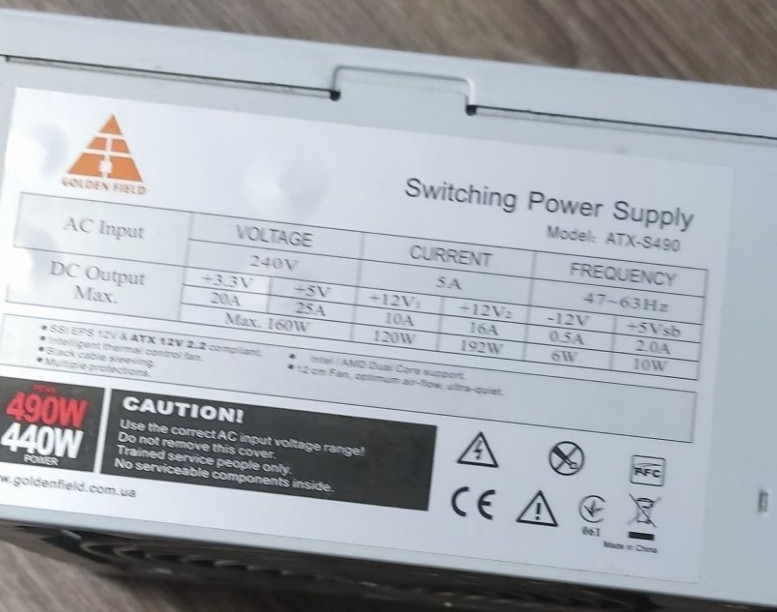 GOLDEN FIELD
Switching Power Supply
Model: ATX-S490
AC Input VOLTAGE CURRENT FREQUENCY
240V 5A 47~63Hz
DC Output Max. +3.3V +5V +12V1 +12V2 -12V +5Vsb
20A 25A 10A 16A 0.5A 2.0A
Max. 160W 120W 192W 6W 10W
SSI EPS 12V & ATX 12V 2.2 compliant.
Intelligent thermal control fan.
Black cable sleeving.
Multiple protections.
Intel / AMD Dual Core support.
12 cm Fan, optimum air-flow, ultra-quiet.
490W
440W
POWER
CAUTION!
Use the correct AC input voltage range!
Do not remove this cover.
Trained service people only.
No serviceable components inside.
PFC
CE
061
Made in China
w.goldenfield.com.ua